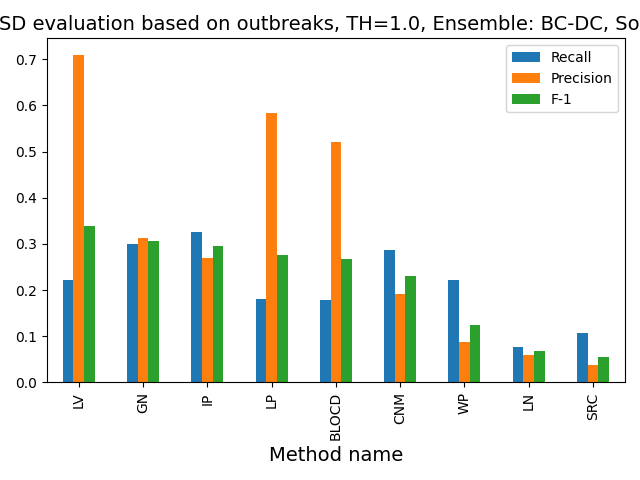 SD evaluation based on outbreaks, TH=1.0, Ensemble: BC-DC, So
Recall
Precision
F-1
0.7
0.6
0.5
0.4
0.3
0.2
0.1
0.0
LV
GN
IP
LP
BLOCD
CNM
WP
LN
SRC
Method name